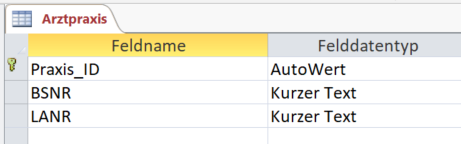 Arztpraxis
Feldname Felddatentyp
Praxis_ID AutoWert
BSNR Kurzer Text
LANR Kurzer Text